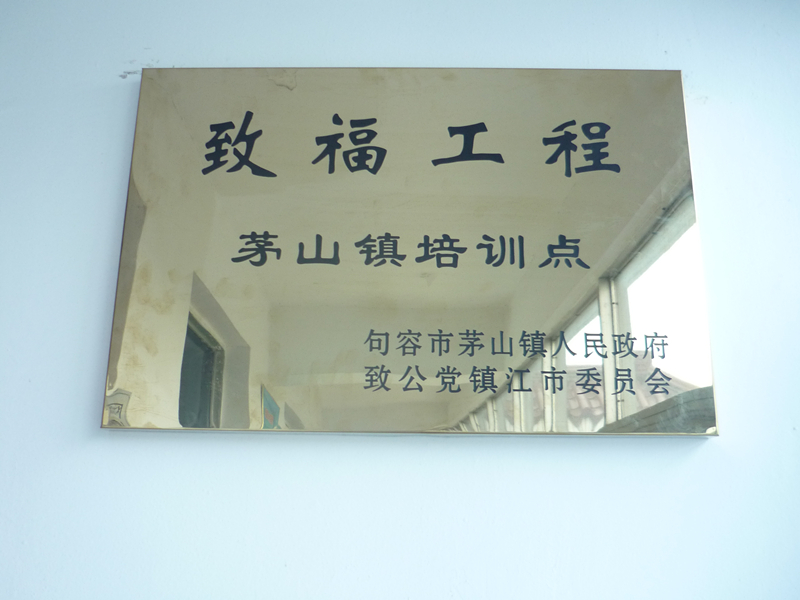 致福工程
茅山镇培训点
句容市茅山镇人民政府
致公党镇江市委员会